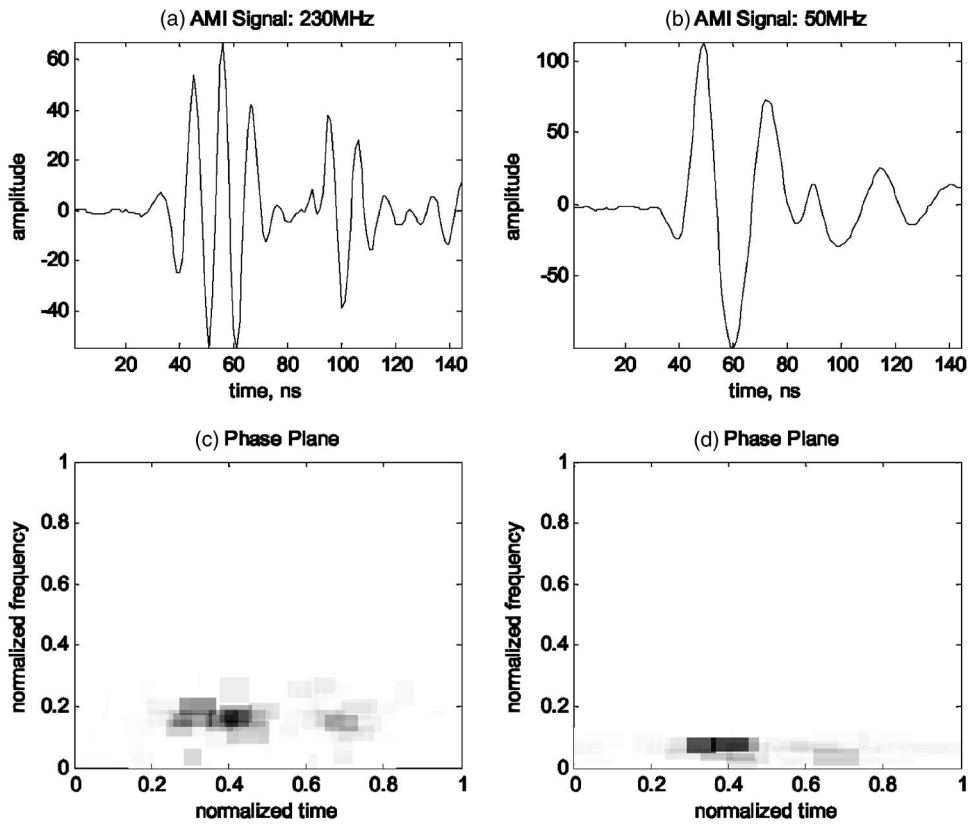 (a) AMI Signal: 230MHz
60
40
20
0
-20
-40
amplitude
20 40 60 80 100 120 140
time, ns
(b) AMI Signal: 50MHz
100
50
0
-50
amplitude
20 40 60 80 100 120 140
time, ns
(c) Phase Plane
1
0.8
0.6
0.4
0.2
0
normalized frequency
0 0.2 0.4 0.6 0.8 1
normalized time
(d) Phase Plane
1
0.8
0.6
0.4
0.2
0
normalized frequency
0 0.2 0.4 0.6 0.8 1
normalized time